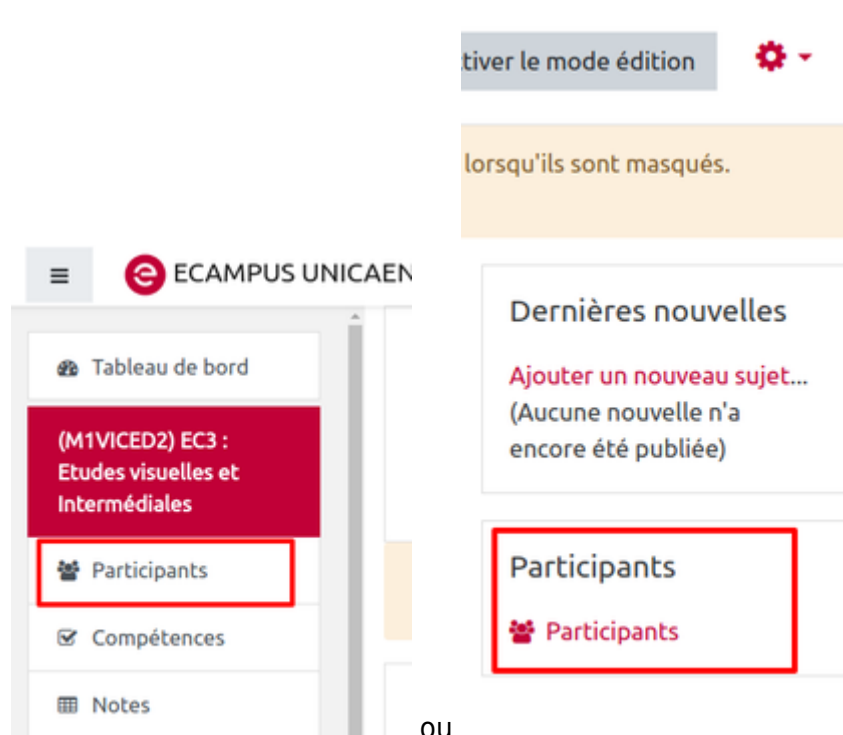 ECAMPUS UNICAEN
Tableau de bord
(M1VICED2) EC3 :
Etudes visuelles et
Intermédiales
Participants
Compétences
Notes
ou
tiver le mode édition
lorsqu'ils sont masqués.
Dernières nouvelles
Ajouter un nouveau sujet...
(Aucune nouvelle n'a
encore été publiée)
Participants
Participants